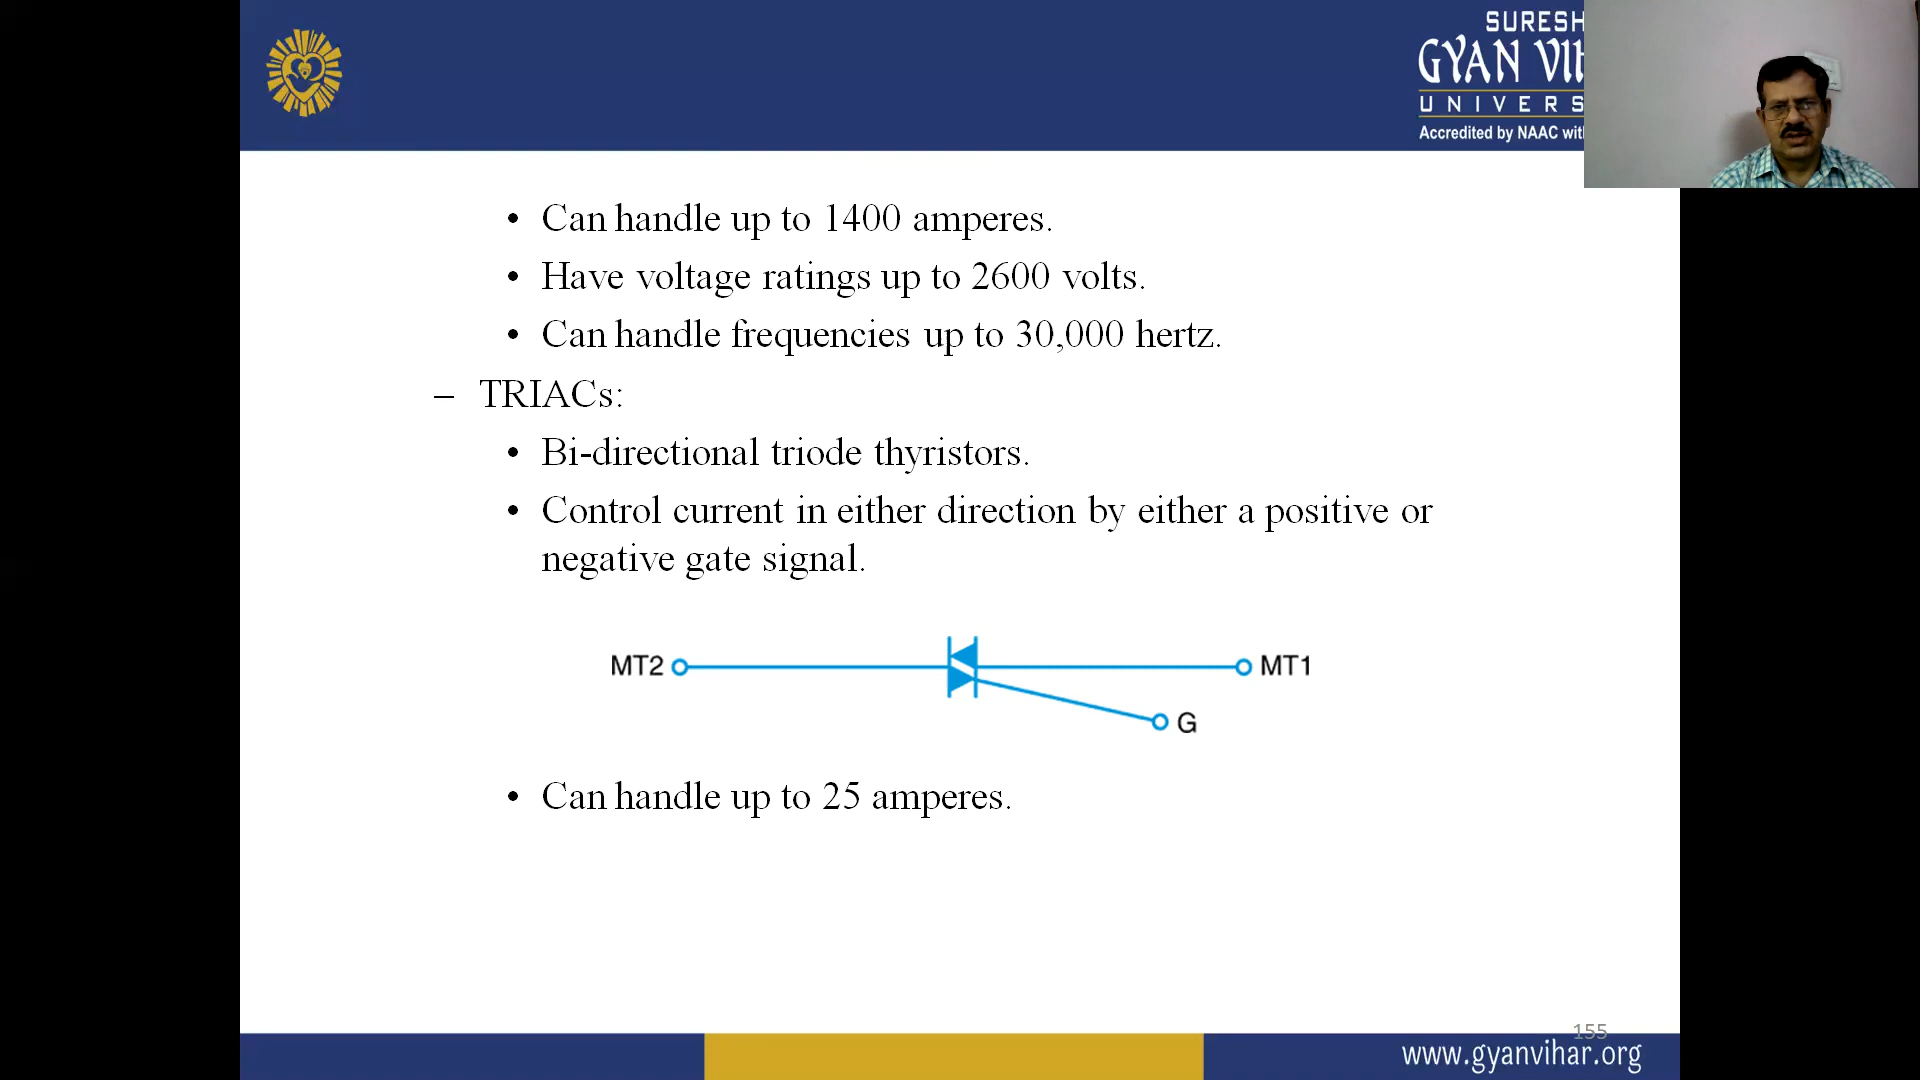 SURESH
GYAN VIH
UNIVERS
Accredited by NAAC wit
• Can handle up to 1400 amperes.
• Have voltage ratings up to 2600 volts.
• Can handle frequencies up to 30,000 hertz.
– TRIACs:
• Bi-directional triode thyristors.
• Control current in either direction by either a positive or
negative gate signal.
MT2 MT1
G
• Can handle up to 25 amperes.
155
www.gyanvihar.org